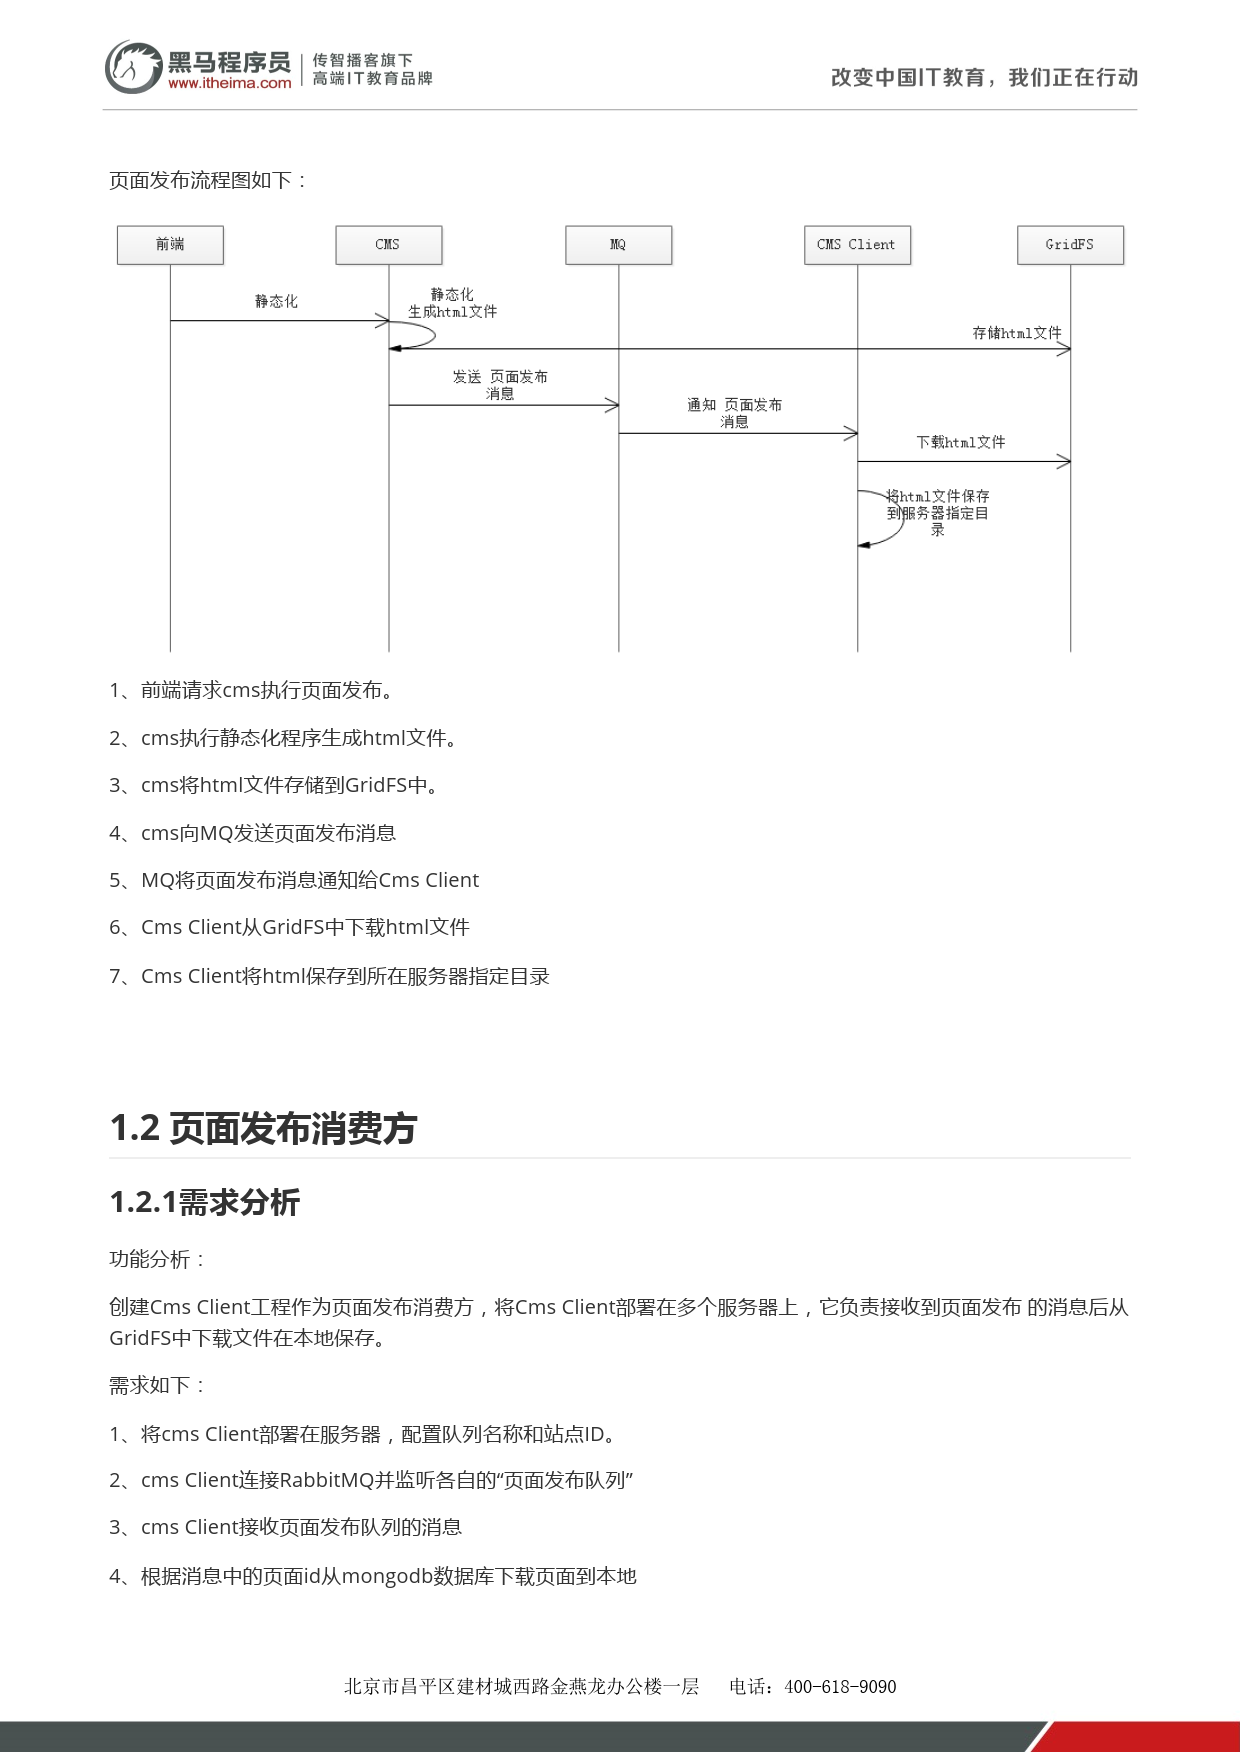 黑马程序员
www.itheima.com
传智播客旗下
高端IT教育品牌
改变中国IT教育，我们正在行动
页面发布流程图如下：
前端
CMS
MQ
CMS Client
GridFS
静态化
静态化
生成html文件
存储html文件
发送 页面发布
消息
通知 页面发布
消息
下载html文件
将html文件保存
到服务器指定目
录
1、前端请求cms执行页面发布。
2、cms执行静态化程序生成html文件。
3、cms将html文件存储到GridFS中。
4、cms向MQ发送页面发布消息
5、MQ将页面发布消息通知给Cms Client
6、Cms Client从GridFS中下载html文件
7、Cms Client将html保存到所在服务器指定目录
1.2 页面发布消费方
1.2.1需求分析
功能分析：
创建Cms Client工程作为页面发布消费方，将Cms Client部署在多个服务器上，它负责接收到页面发布 的消息后从
GridFS中下载文件在本地保存。
需求如下：
1、将cms Client部署在服务器，配置队列名称和站点ID。
2、cms Client连接RabbitMQ并监听各自的“页面发布队列”
3、cms Client接收页面发布队列的消息
4、根据消息中的页面id从mongodb数据库下载页面到本地
北京市昌平区建材城西路金燕龙办公楼一层 电话：400-618-9090